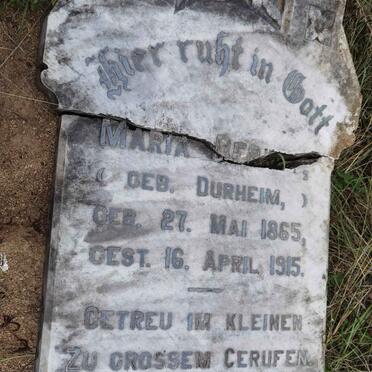 Hier ruht in Gott
MARIA
( GEB. DURHEIM, )
GEB. 27. MAI 1865,
GEST. 16. APRIL, 1915.
GETREU IM KLEINEN
ZU GROSSEM GERUFEN.